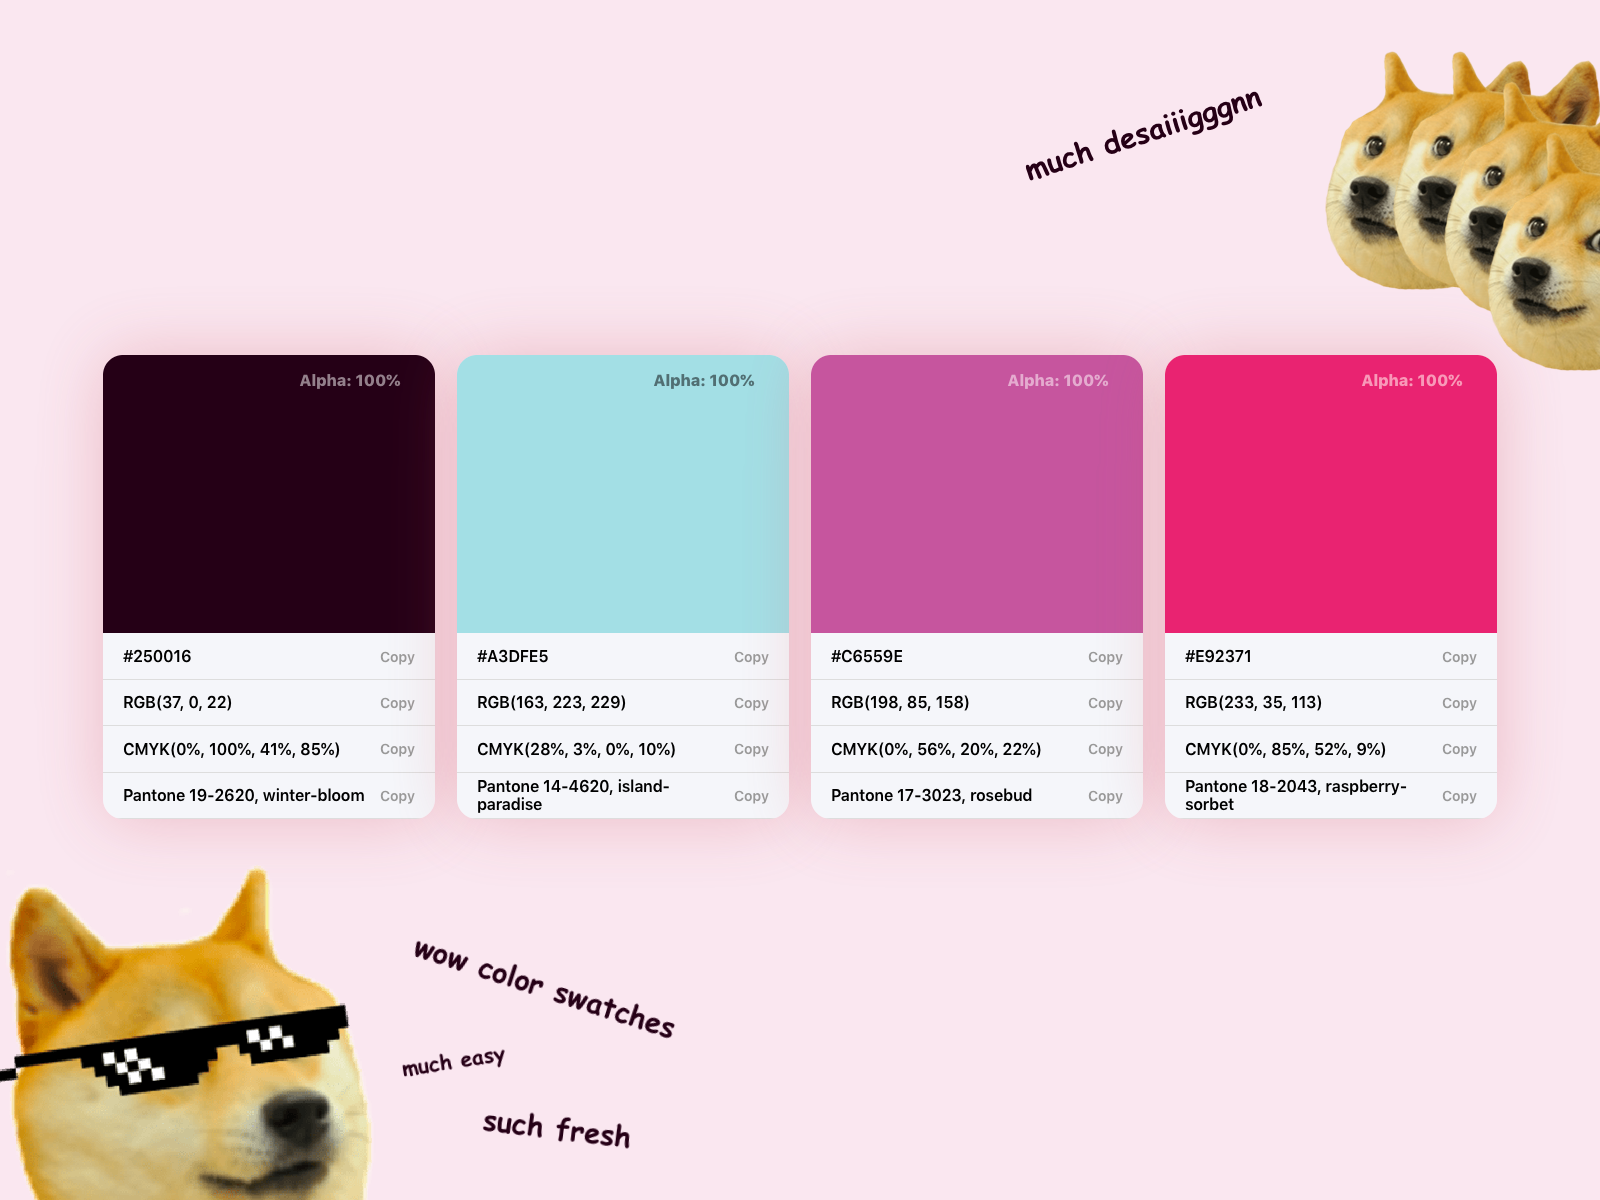 much desaiiigggnn
Alpha: 100%
#250016 Copy
RGB(37, 0, 22) Copy
CMYK(0%, 100%, 41%, 85%) Copy
Pantone 19-2620, winter-bloom Copy
Alpha: 100%
#A3DFE5 Copy
RGB(163, 223, 229) Copy
CMYK(28%, 3%, 0%, 10%) Copy
Pantone 14-4620, island-
paradise Copy
Alpha: 100%
#C6559E Copy
RGB(198, 85, 158) Copy
CMYK(0%, 56%, 20%, 22%) Copy
Pantone 17-3023, rosebud Copy
Alpha: 100%
#E92371 Copy
RGB(233, 35, 113) Copy
CMYK(0%, 85%, 52%, 9%) Copy
Pantone 18-2043, raspberry-
sorbet Copy
wow color swatches
much easy
such fresh